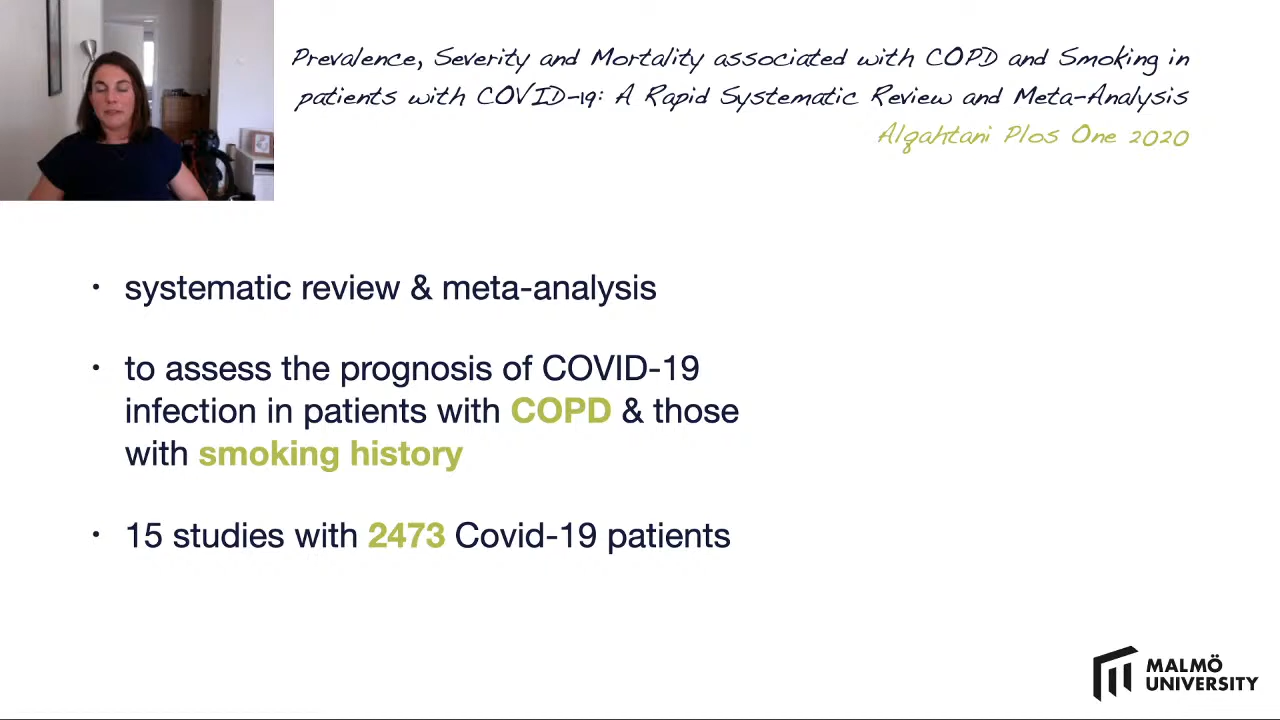 Prevalence, Severity and Mortality associated with COPD and Smoking in
patients with COVID-19: A Rapid Systematic Review and Meta-Analysis
Alqahtani Plos One 2020
• systematic review & meta-analysis
• to assess the prognosis of COVID-19
infection in patients with COPD & those
with smoking history
• 15 studies with 2473 Covid-19 patients
MALMÖ
UNIVERSITY